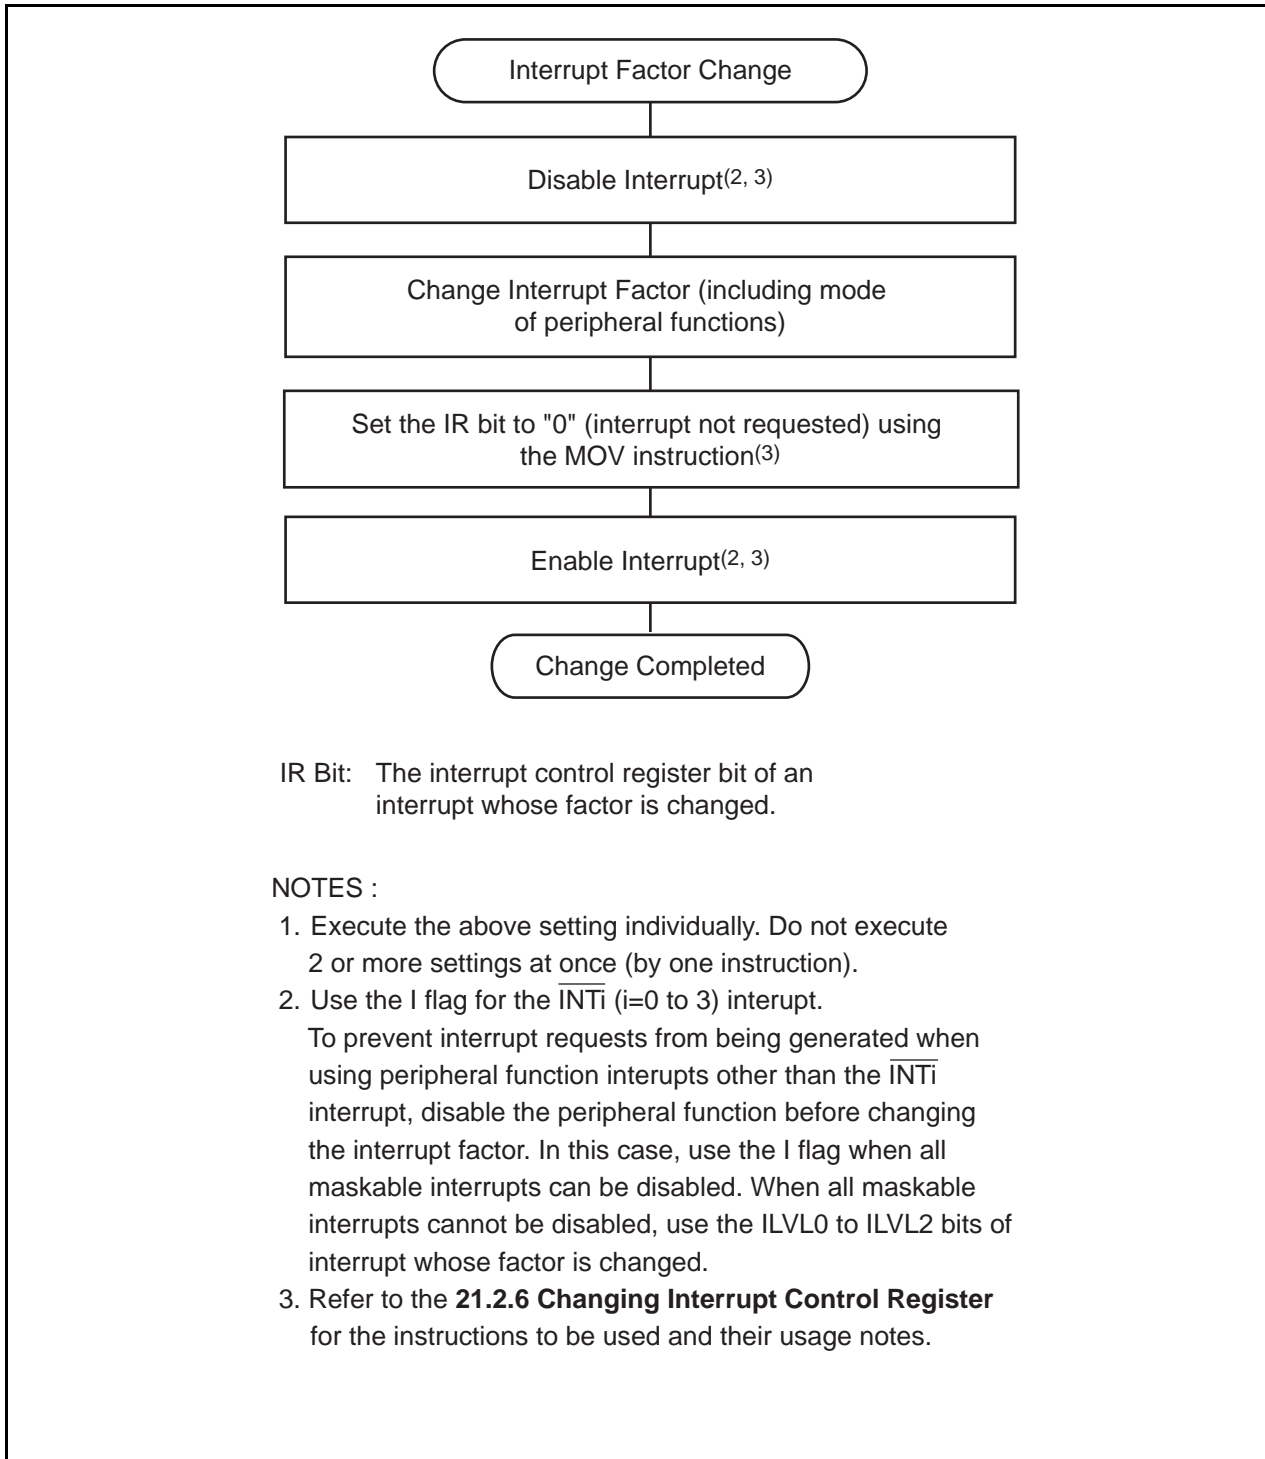 Interrupt Factor Change
Disable Interrupt(2, 3)
Change Interrupt Factor (including mode
of peripheral functions)
Set the IR bit to "0" (interrupt not requested) using
the MOV instruction(3)
Enable Interrupt(2, 3)
Change Completed
IR Bit: The interrupt control register bit of an
interrupt whose factor is changed.
NOTES :
1. Execute the above setting individually. Do not execute
2 or more settings at once (by one instruction).
2. Use the I flag for the I̅N̅T̅i̅ (i=0 to 3) interupt.
To prevent interrupt requests from being generated when
using peripheral function interupts other than the I̅N̅T̅i̅
interrupt, disable the peripheral function before changing
the interrupt factor. In this case, use the I flag when all
maskable interrupts can be disabled. When all maskable
interrupts cannot be disabled, use the ILVL0 to ILVL2 bits of
interrupt whose factor is changed.
3. Refer to the 21.2.6 Changing Interrupt Control Register
for the instructions to be used and their usage notes.